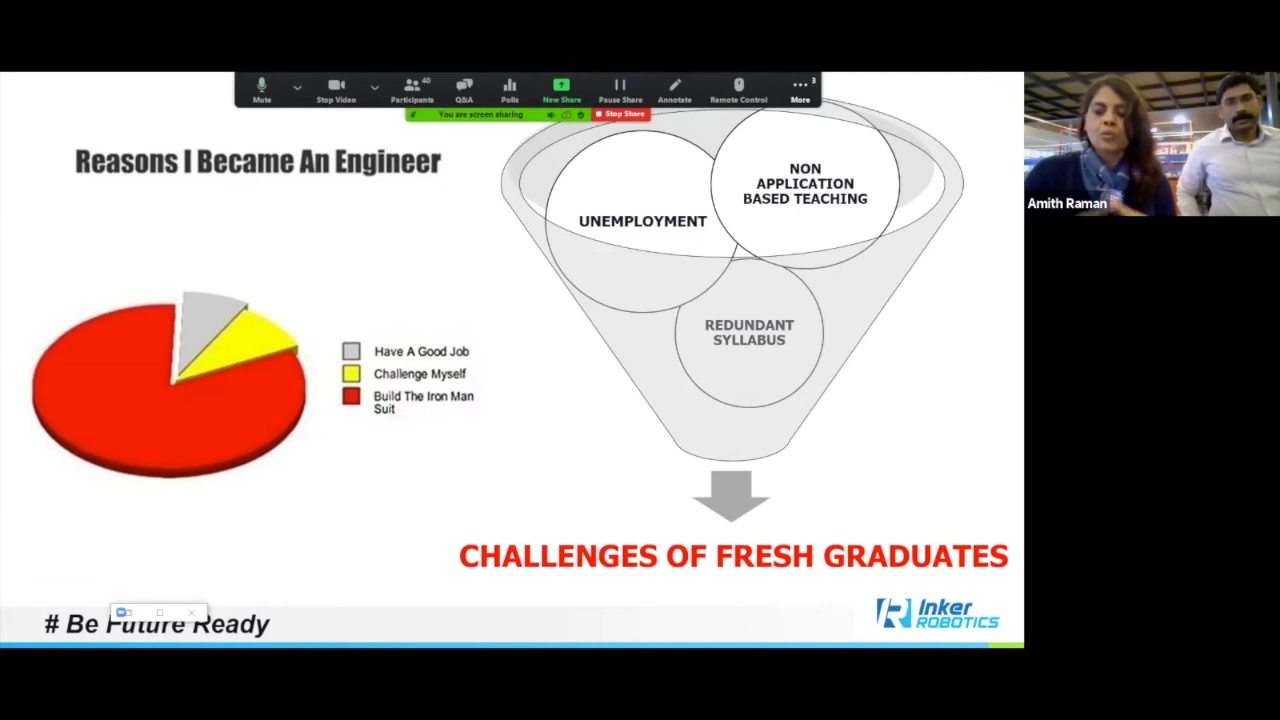 40
3
Mute
Stop Video
Participants
Q&A
Polls
New Share
Pause Share
Annotate
Remote Control
More
You are screen sharing
Stop Share
Reasons I Became An Engineer
Have A Good Job
Challenge Myself
Build The Iron Man
Suit
UNEMPLOYMENT
NON
APPLICATION
BASED TEACHING
REDUNDANT
SYLLABUS
CHALLENGES OF FRESH GRADUATES
# Be Future Ready
Inker
ROBOTICS
Amith Raman